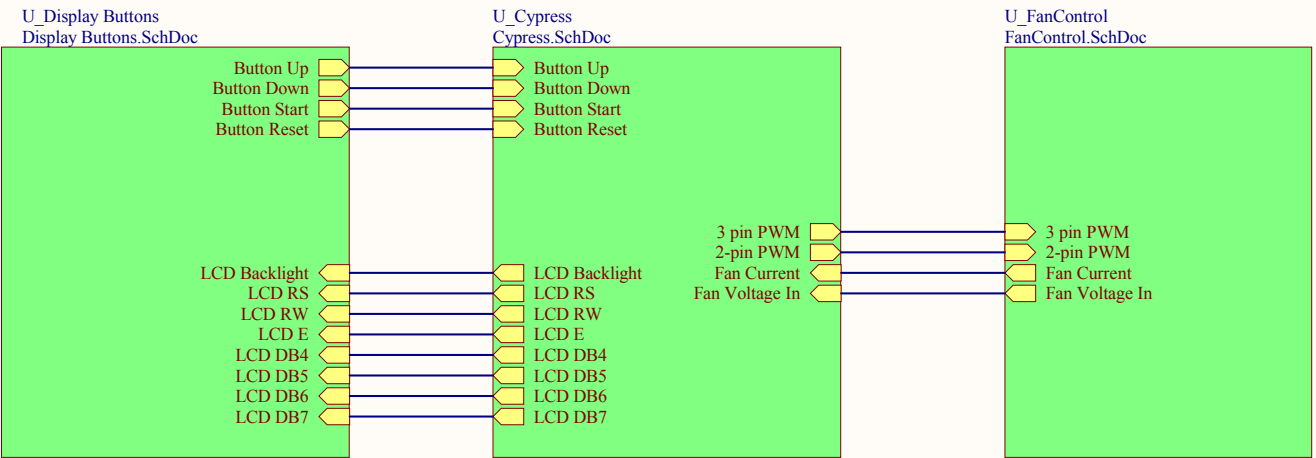 U_Display Buttons
Display Buttons.SchDoc
Button Up
Button Down
Button Start
Button Reset
LCD Backlight
LCD RS
LCD RW
LCD E
LCD DB4
LCD DB5
LCD DB6
LCD DB7
U_Cypress
Cypress.SchDoc
Button Up
Button Down
Button Start
Button Reset
3 pin PWM
2-pin PWM
Fan Current
Fan Voltage In
LCD Backlight
LCD RS
LCD RW
LCD E
LCD DB4
LCD DB5
LCD DB6
LCD DB7
U_FanControl
FanControl.SchDoc
3 pin PWM
2-pin PWM
Fan Current
Fan Voltage In